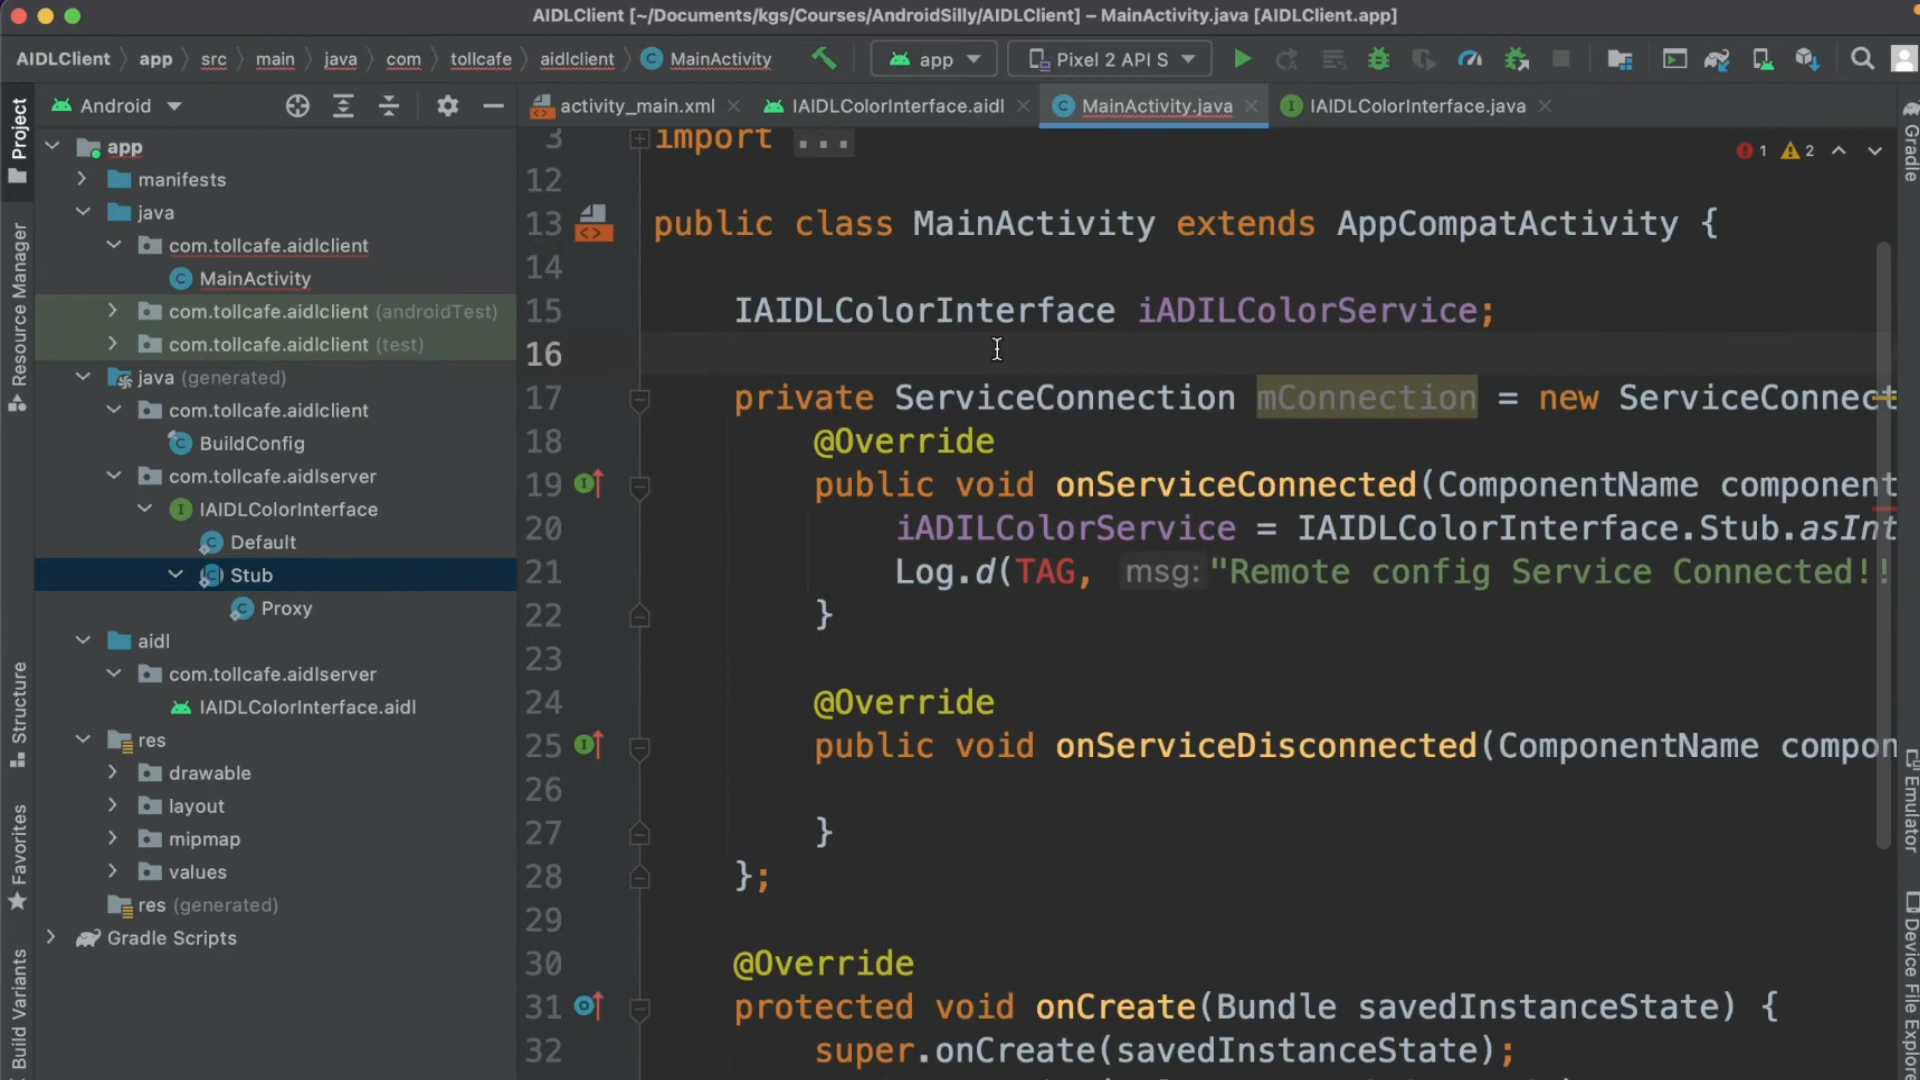 AIDLClient [~/Documents/kgs/Courses/AndroidSilly/AIDLClient] – MainActivity.java [AIDLClient.app]
AIDLClient app src main java com tollcafe aidlclient MainActivity app Pixel 2 API S
Android
activity_main.xml IAIDLColorInterface.aidl MainActivity.java IAIDLColorInterface.java
Project
Resource Manager
Structure
Favorites
Build Variants
app
manifests
java
com.tollcafe.aidlclient
MainActivity
com.tollcafe.aidlclient (androidTest)
com.tollcafe.aidlclient (test)
java (generated)
com.tollcafe.aidlclient
BuildConfig
com.tollcafe.aidlserver
IAIDLColorInterface
Default
Stub
Proxy
aidl
com.tollcafe.aidlserver
IAIDLColorInterface.aidl
res
drawable
layout
mipmap
values
res (generated)
Gradle Scripts
1 2
3 import ...
12
13 public class MainActivity extends AppCompatActivity {
14
15 IAIDLColorInterface iADILColorService;
16
17 private ServiceConnection mConnection = new ServiceConnect
18 @Override
19 public void onServiceConnected(ComponentName component
20 iADILColorService = IAIDLColorInterface.Stub.asInt
21 Log.d(TAG, msg: "Remote config Service Connected!!
22 }
23
24 @Override
25 public void onServiceDisconnected(ComponentName compon
26
27 }
28 };
29
30 @Override
31 protected void onCreate(Bundle savedInstanceState) {
32 super.onCreate(savedInstanceState);
Gradle
Emulator
Device File Explore